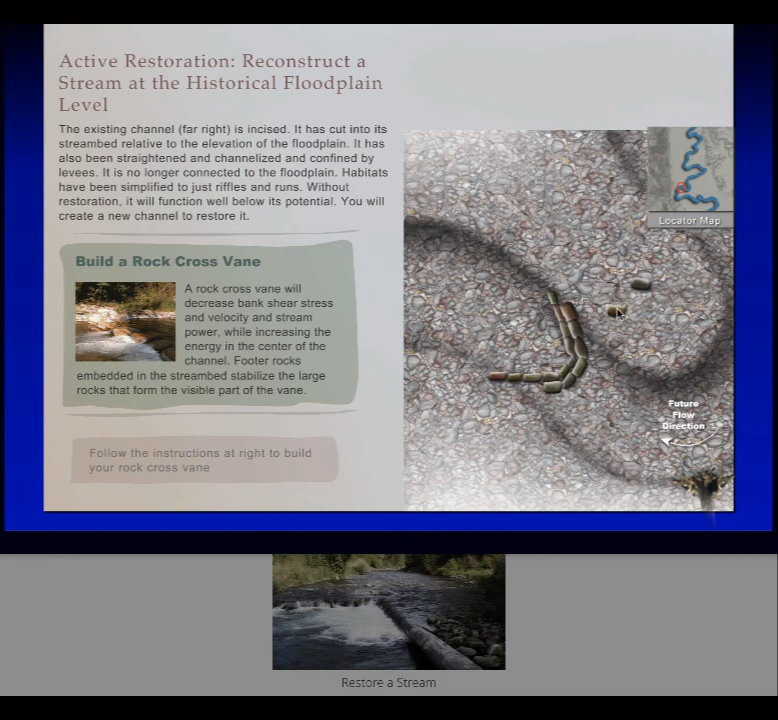 Active Restoration: Reconstruct a
Stream at the Historical Floodplain
Level
The existing channel (far right) is incised. It has cut into its
streambed relative to the elevation of the floodplain. It has
also been straightened and channelized and confined by
levees. It is no longer connected to the floodplain. Habitats
have been simplified to just riffles and runs. Without
restoration, it will function well below its potential. You will
create a new channel to restore it.
Build a Rock Cross Vane
A rock cross vane will
decrease bank shear stress
and velocity and stream
power, while increasing the
energy in the center of the
channel. Footer rocks
embedded in the streambed stabilize the large
rocks that form the visible part of the vane.
Follow the instructions at right to build
your rock cross vane
Locator Map
Future
Flow
Direction
Restore a Stream